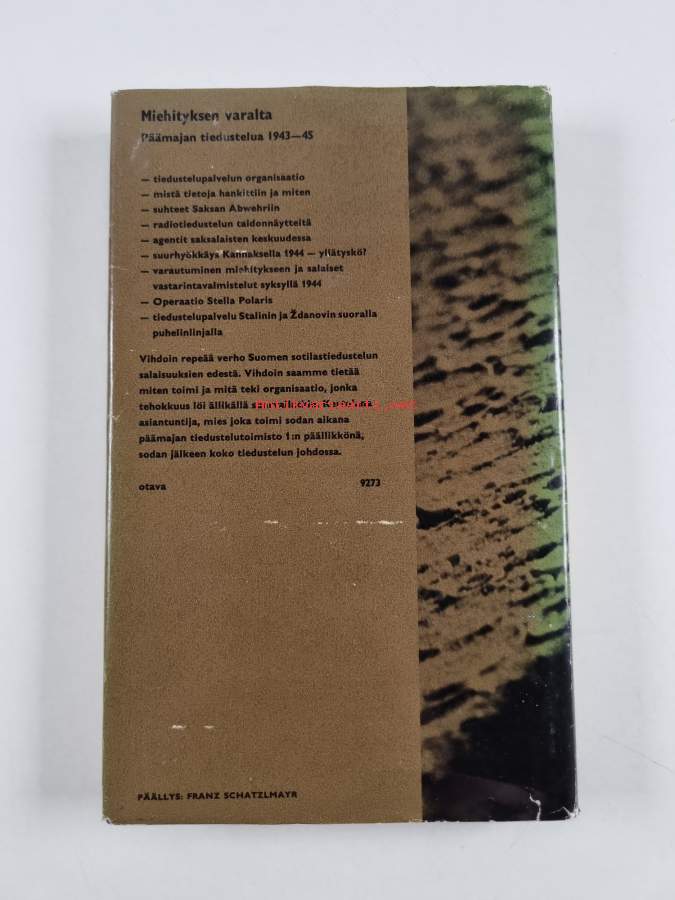 Miehityksen varalta
Päämajan tiedustelua 1943—45
— tiedustelupalvelun organisaatio
— mistä tietoja hankittiin ja miten
— suhteet Saksan Abwehriin
— radiotiedustelun taidonnäytteitä
— agentit saksalaisten keskuudessa
— suurhyökkäys Kannaksella 1944 — yllätyskö?
— varautuminen miehitykseen ja salaiset
vastarintavalmistelut syksyllä 1944
— Operaatio Stella Polaris
— tiedustelupalvelu Stalinin ja Ždanovin suoralla
puhelinlinjalla
Vihdoin repeää verho Suomen sotilastiedustelun
salaisuuksien edestä. Vihdoin saamme tietää
miten toimi ja mitä teki organisaatio, jonka
tehokkuus löi ällikällä
asiantuntija, mies joka toimi sodan aikana
päämajan tiedustelutoimisto 1:n päällikkönä,
sodan jälkeen koko tiedustelun johdossa.
otava 9273
PÄÄLLYS: FRANZ SCHATZLMAYR